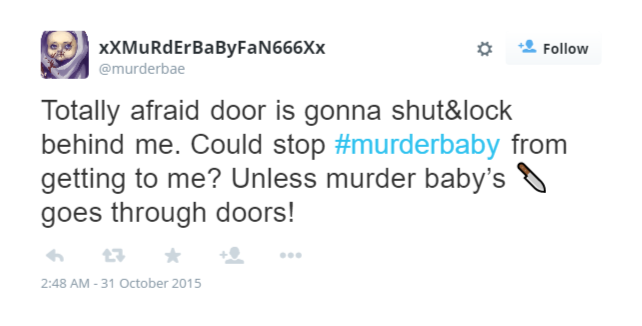 xXMuRdErBaByFaN666Xx
Follow
@murderbae
Totally afraid door is gonna shut&lock
behind me. Could stop #murderbaby from
getting to me? Unless murder baby’s 🔪
goes through doors!
2:48 AM - 31 October 2015